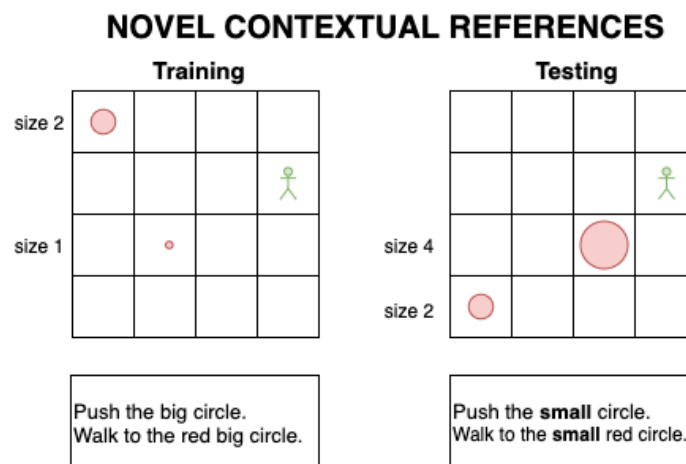 NOVEL CONTEXTUAL REFERENCES
Training
size 2
size 1
Push the big circle.
Walk to the red big circle.
Testing
size 4
size 2
Push the small circle.
Walk to the small red circle.